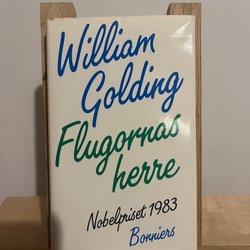 William
Golding
Flugornas
herre
Nobelpriset 1983
Bonniers